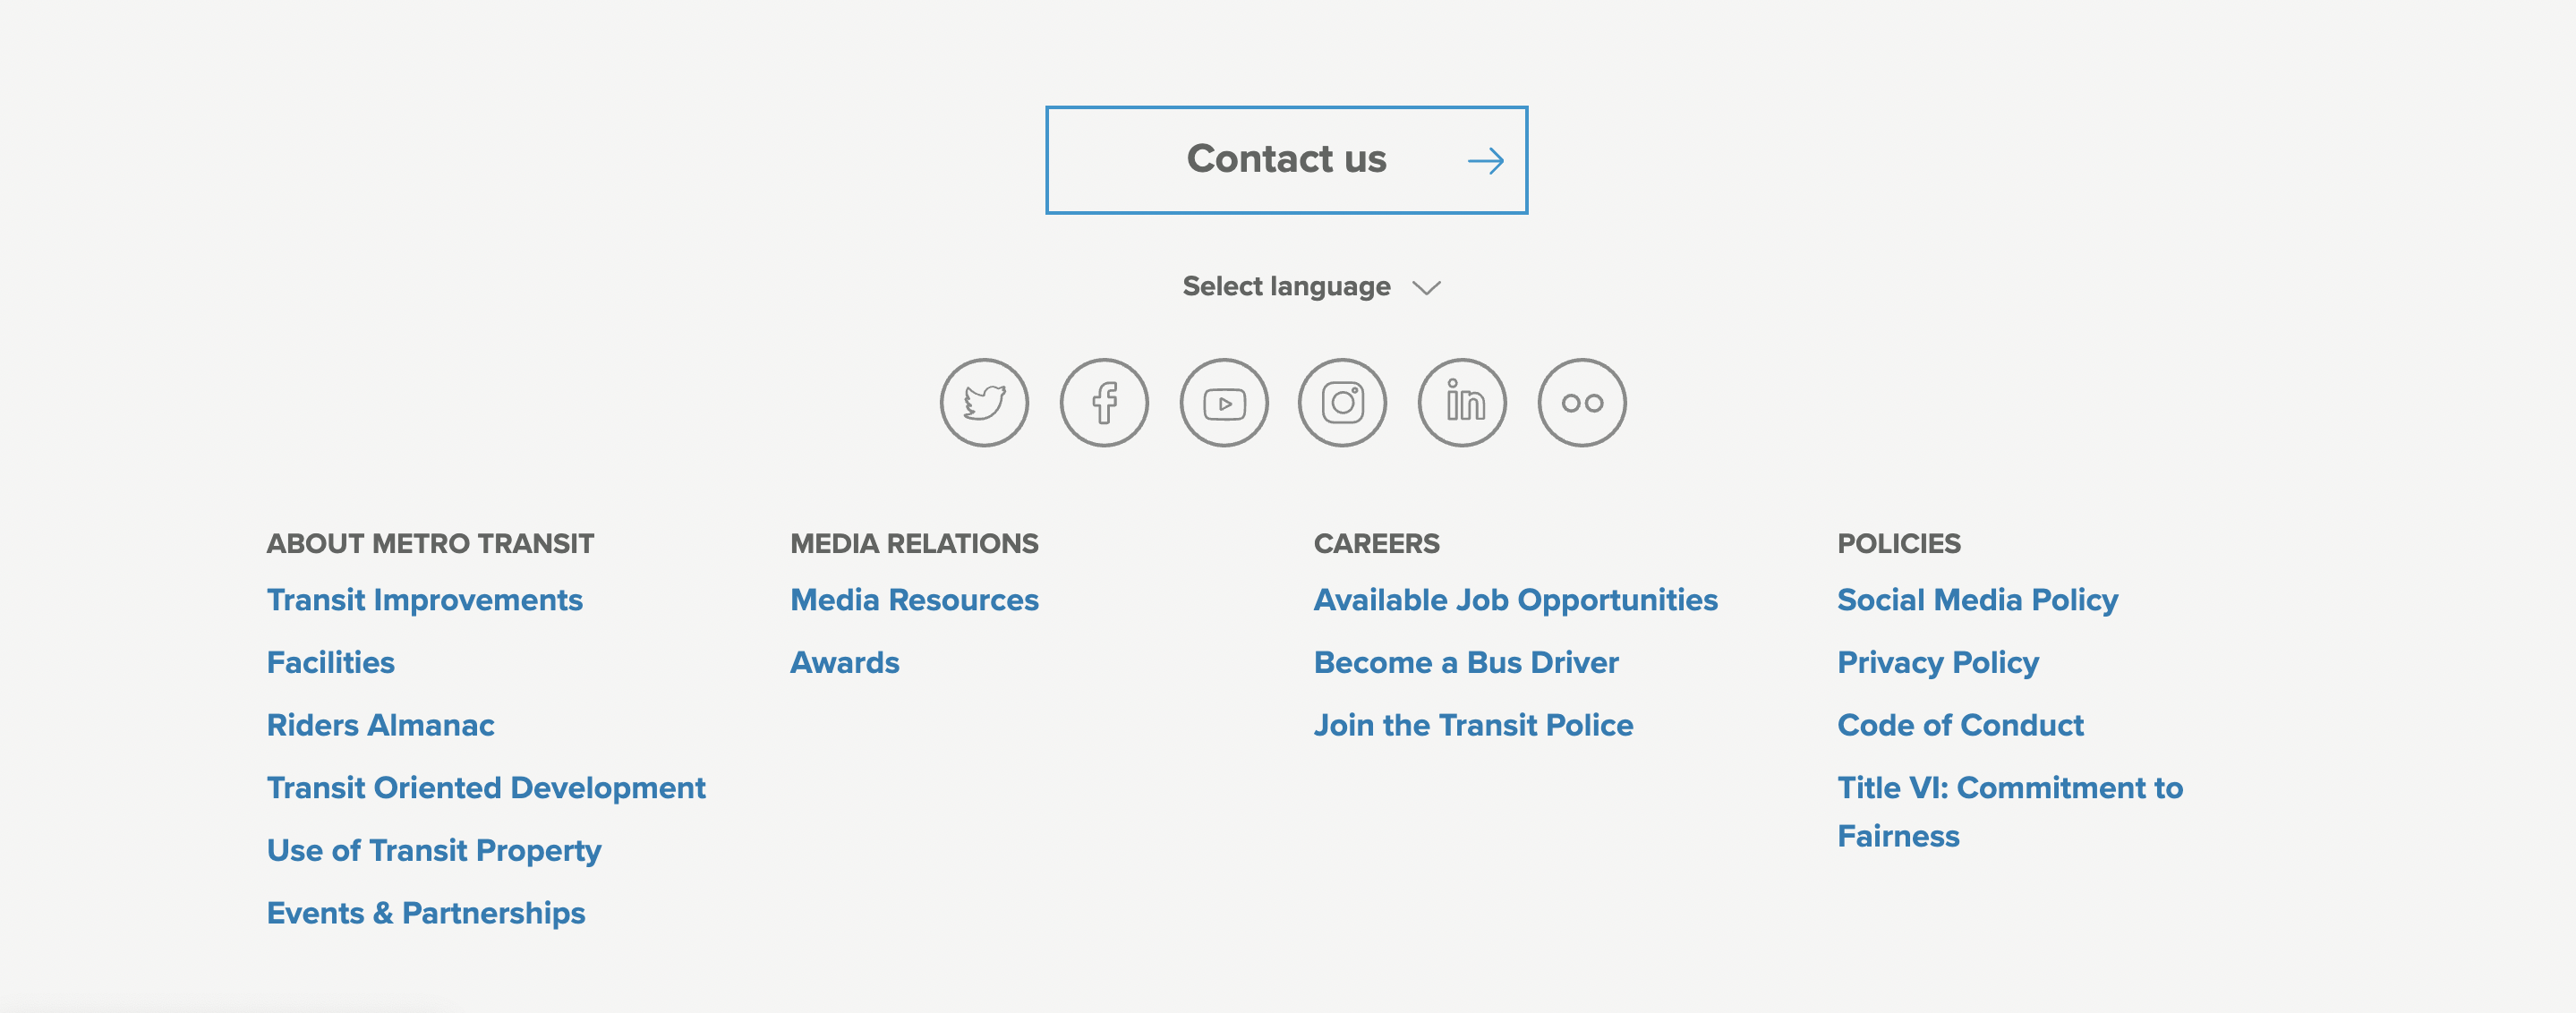 Contact us
Select language
ABOUT METRO TRANSIT
Transit Improvements
Facilities
Riders Almanac
Transit Oriented Development
Use of Transit Property
Events & Partnerships
MEDIA RELATIONS
Media Resources
Awards
CAREERS
Available Job Opportunities
Become a Bus Driver
Join the Transit Police
POLICIES
Social Media Policy
Privacy Policy
Code of Conduct
Title VI: Commitment to
Fairness